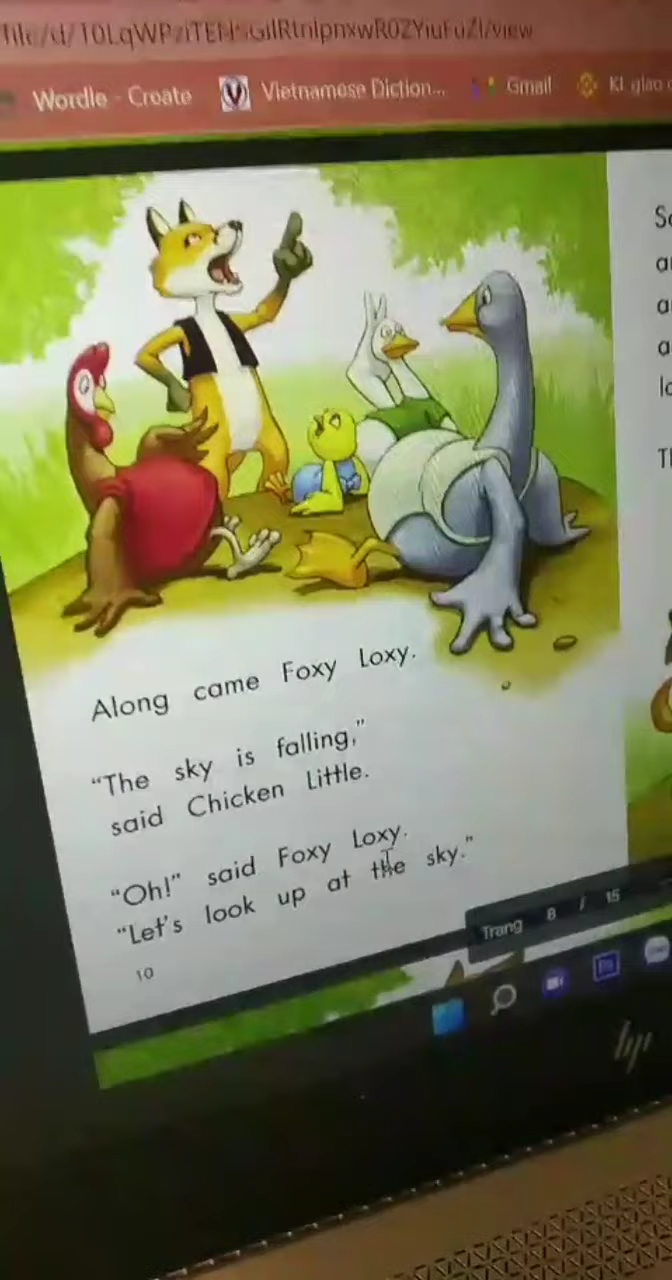 Wordle - Create Vietnamese Diction... Gmail
Along came Foxy Loxy.
“The sky is falling,”
said Chicken Little.
“Oh!” said Foxy Loxy.
“Let's look up at the sky.”
10
Trang 8 / 15
hp